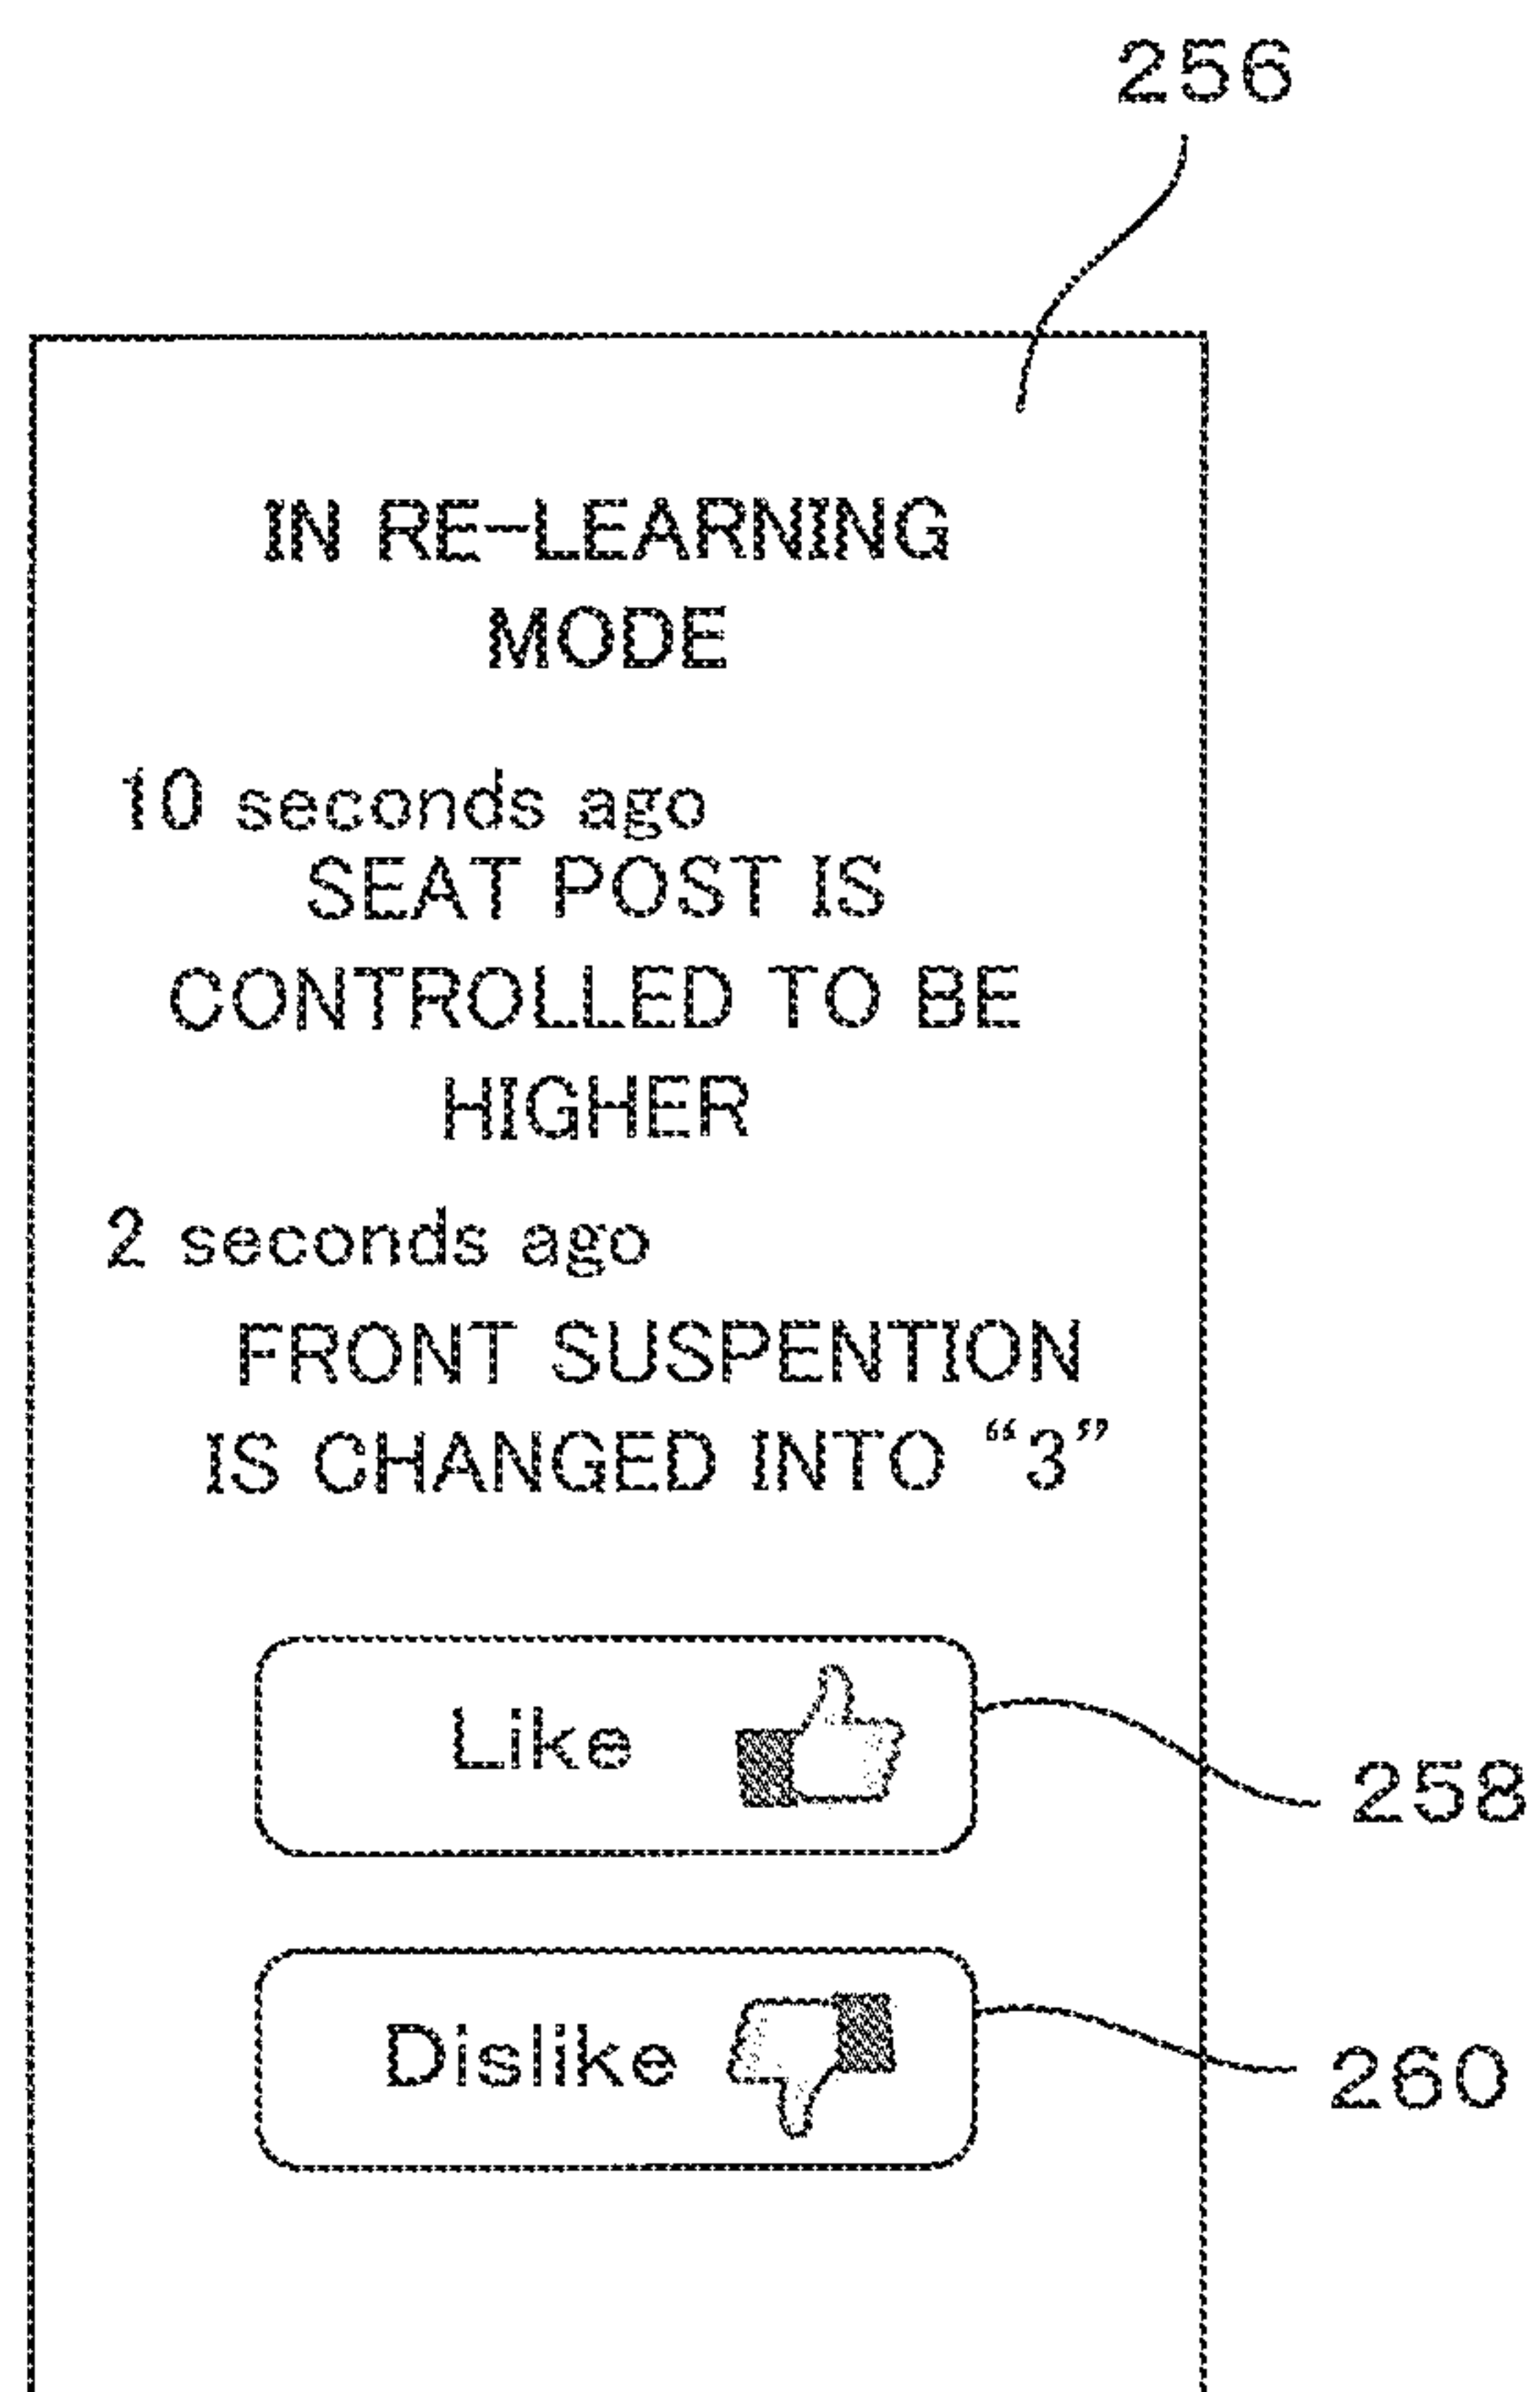 256
IN RE-LEARNING
MODE
10 seconds ago
SEAT POST IS
CONTROLLED TO BE
HIGHER
2 seconds ago
FRONT SUSPENTION
IS CHANGED INTO “3”
Like
258
Dislike
260